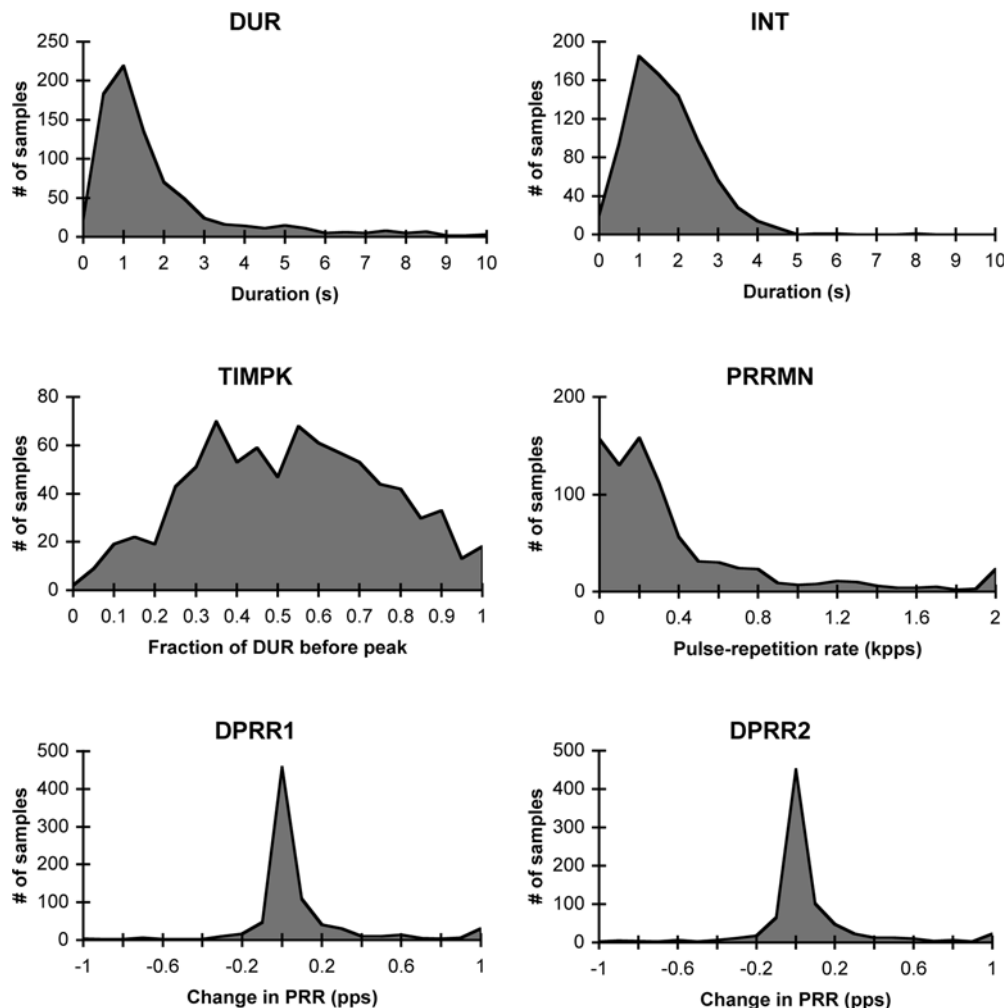 DUR
250
200
150
100
50
0
# of samples
0 1 2 3 4 5 6 7 8 9 10
Duration (s)
INT
200
160
120
80
40
0
# of samples
0 1 2 3 4 5 6 7 8 9 10
Duration (s)
TIMPK
80
60
40
20
0
# of samples
0 0.1 0.2 0.3 0.4 0.5 0.6 0.7 0.8 0.9 1
Fraction of DUR before peak
PRRMN
200
100
0
# of samples
0 0.4 0.8 1.2 1.6 2
Pulse-repetition rate (kpps)
DPRR1
500
400
300
200
100
0
# of samples
-1 -0.6 -0.2 0.2 0.6 1
Change in PRR (pps)
DPRR2
500
400
300
200
100
0
# of samples
-1 -0.6 -0.2 0.2 0.6 1
Change in PRR (pps)